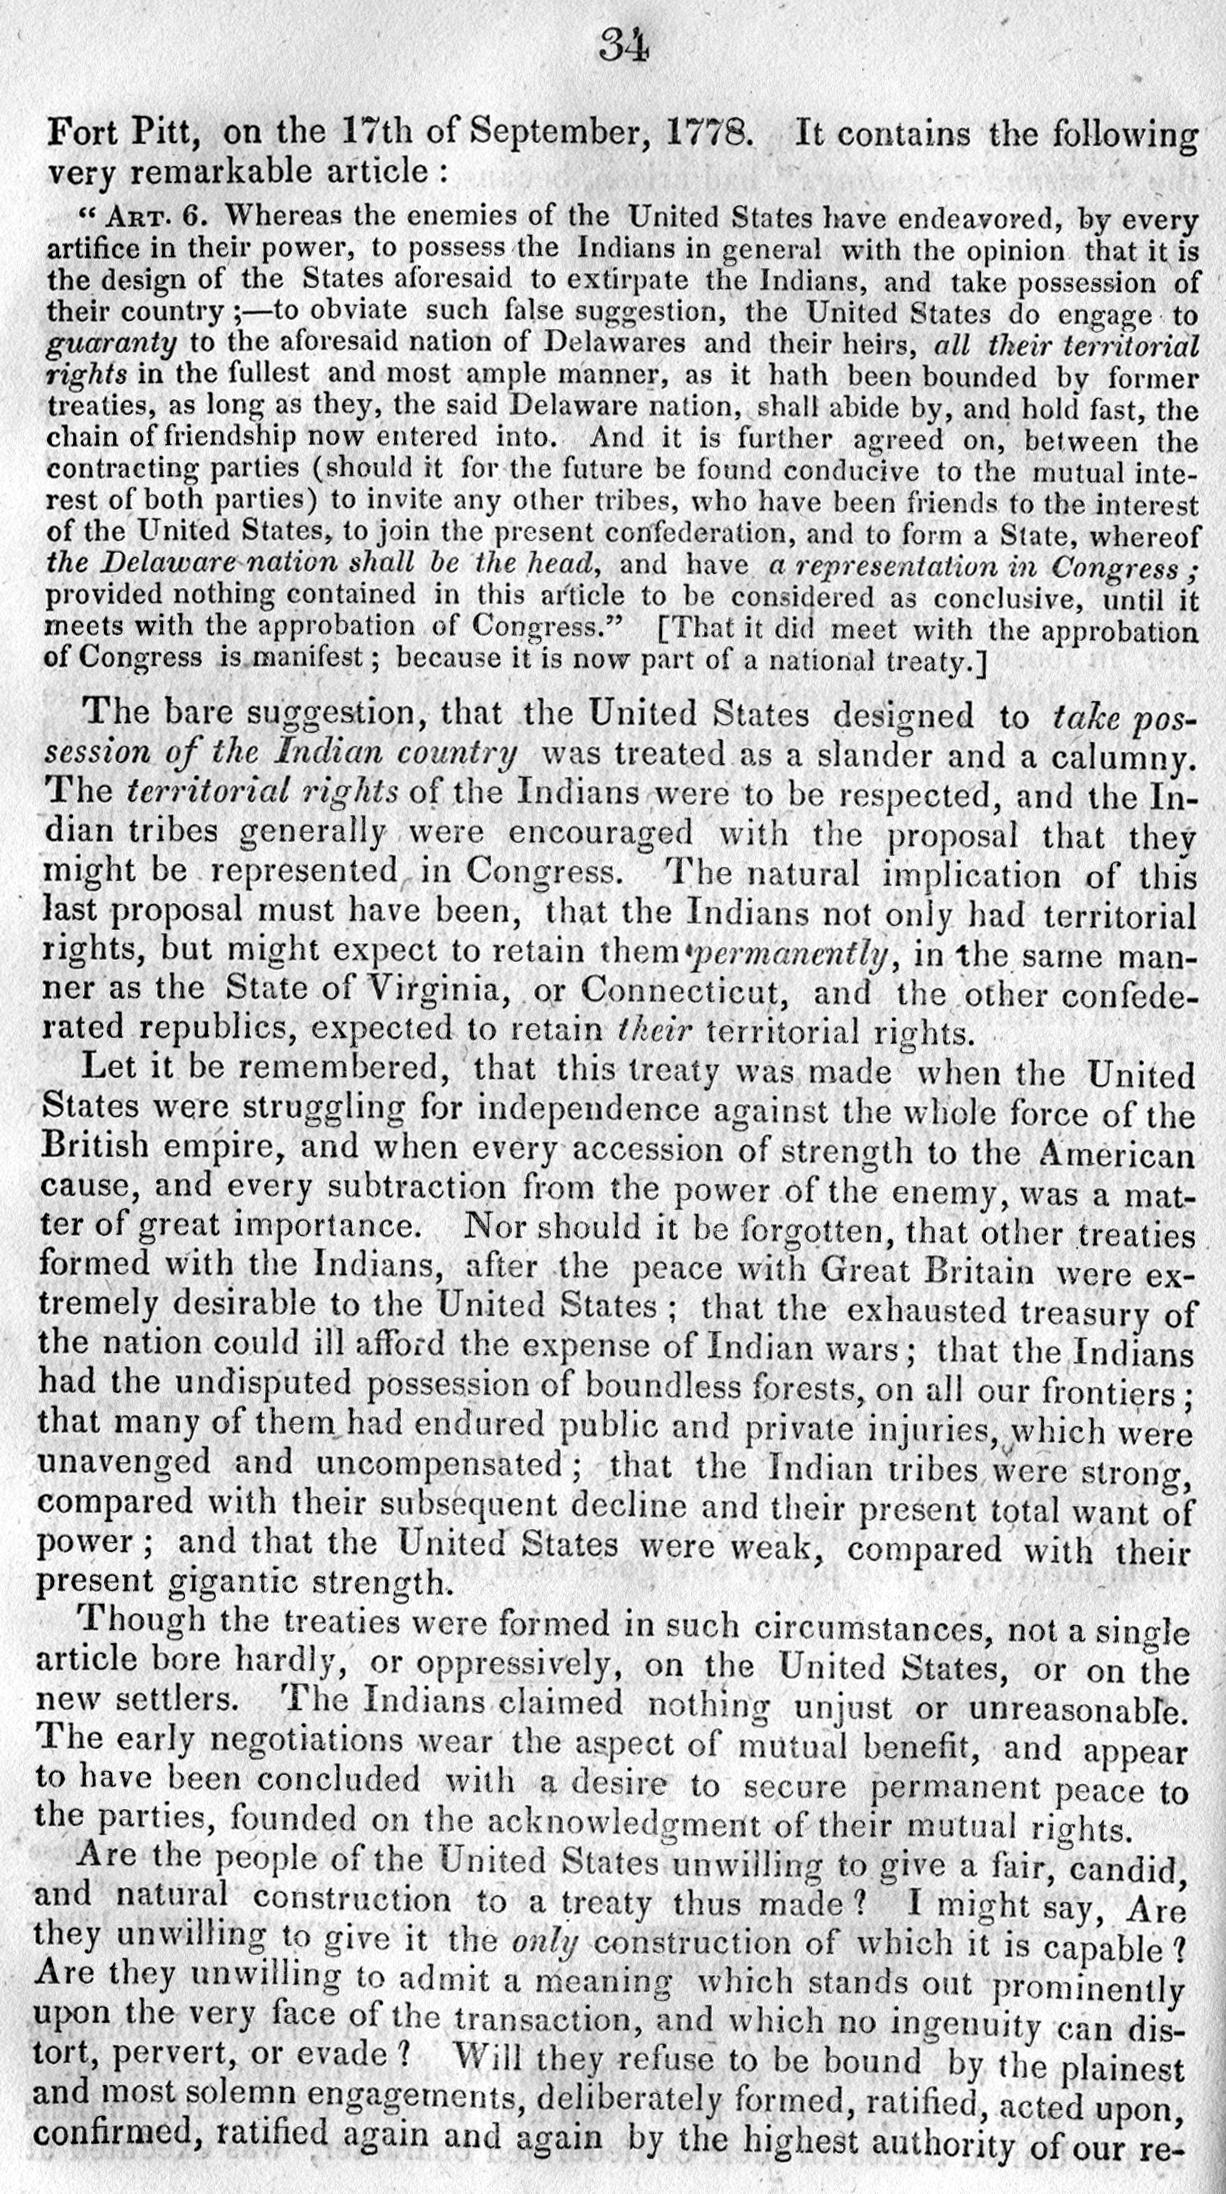 34
Fort Pitt, on the 17th of September, 1778. It contains the following
very remarkable article :
“ ART. 6. Whereas the enemies of the United States have endeavored, by every
artifice in their power, to possess the Indians in general with the opinion that it is
the design of the States aforesaid to extirpate the Indians, and take possession of
their country ;—to obviate such false suggestion, the United States do engage to
guaranty to the aforesaid nation of Delawares and their heirs, all their territorial
rights in the fullest and most ample manner, as it hath been bounded by former
treaties, as long as they, the said Delaware nation, shall abide by, and hold fast, the
chain of friendship now entered into. And it is further agreed on, between the
contracting parties (should it for the future be found conducive to the mutual inte-
rest of both parties) to invite any other tribes, who have been friends to the interest
of the United States, to join the present confederation, and to form a State, whereof
the Delaware nation shall be the head, and have a representation in Congress ;
provided nothing contained in this article to be considered as conclusive, until it
meets with the approbation of Congress.” [That it did meet with the approbation
of Congress is manifest ; because it is now part of a national treaty.]
The bare suggestion, that the United States designed to take pos-
session of the Indian country was treated as a slander and a calumny.
The territorial rights of the Indians were to be respected, and the In-
dian tribes generally were encouraged with the proposal that they
might be represented in Congress. The natural implication of this
last proposal must have been, that the Indians not only had territorial
rights, but might expect to retain them permanently, in the same man-
ner as the State of Virginia, or Connecticut, and the other confede-
rated republics, expected to retain their territorial rights.
Let it be remembered, that this treaty was made when the United
States were struggling for independence against the whole force of the
British empire, and when every accession of strength to the American
cause, and every subtraction from the power of the enemy, was a mat-
ter of great importance. Nor should it be forgotten, that other treaties
formed with the Indians, after the peace with Great Britain were ex-
tremely desirable to the United States ; that the exhausted treasury of
the nation could ill afford the expense of Indian wars ; that the Indians
had the undisputed possession of boundless forests, on all our frontiers ;
that many of them had endured public and private injuries, which were
unavenged and uncompensated ; that the Indian tribes were strong,
compared with their subsequent decline and their present total want of
power ; and that the United States were weak, compared with their
present gigantic strength.
Though the treaties were formed in such circumstances, not a single
article bore hardly, or oppressively, on the United States, or on the
new settlers. The Indians claimed nothing unjust or unreasonable.
The early negotiations wear the aspect of mutual benefit, and appear
to have been concluded with a desire to secure permanent peace to
the parties, founded on the acknowledgment of their mutual rights.
Are the people of the United States unwilling to give a fair, candid,
and natural construction to a treaty thus made ? I might say, Are
they unwilling to give it the only construction of which it is capable ?
Are they unwilling to admit a meaning which stands out prominently
upon the very face of the transaction, and which no ingenuity can dis-
tort, pervert, or evade ? Will they refuse to be bound by the plainest
and most solemn engagements, deliberately formed, ratified, acted upon,
confirmed, ratified again and again by the highest authority of our re-